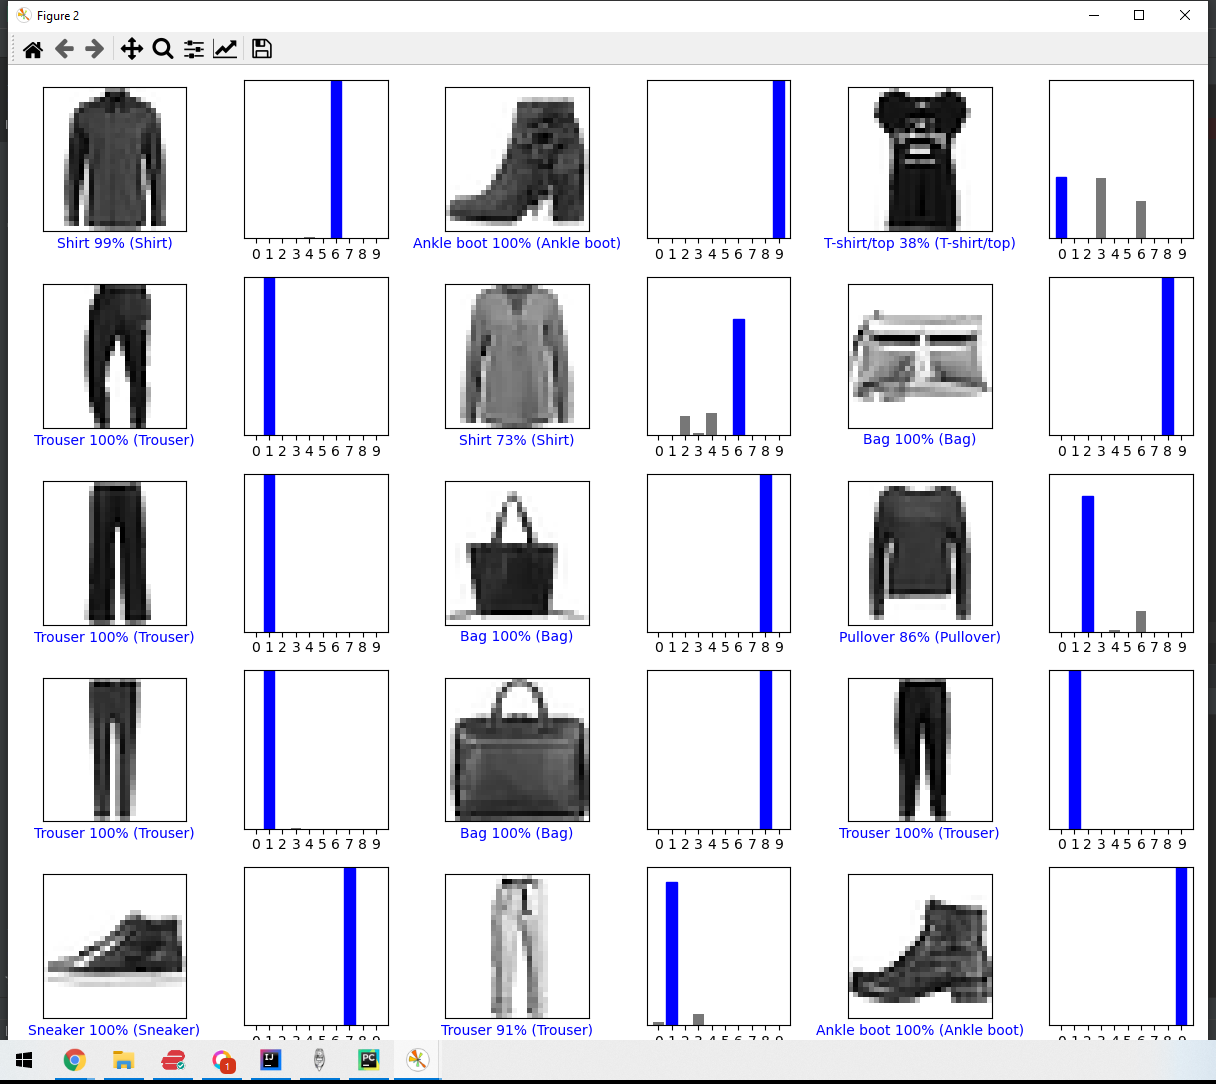 Figure 2
Shirt 99% (Shirt)
0 1 2 3 4 5 6 7 8 9
Ankle boot 100% (Ankle boot)
0 1 2 3 4 5 6 7 8 9
T-shirt/top 38% (T-shirt/top)
0 1 2 3 4 5 6 7 8 9
Trouser 100% (Trouser)
0 1 2 3 4 5 6 7 8 9
Shirt 73% (Shirt)
0 1 2 3 4 5 6 7 8 9
Bag 100% (Bag)
0 1 2 3 4 5 6 7 8 9
Trouser 100% (Trouser)
0 1 2 3 4 5 6 7 8 9
Bag 100% (Bag)
0 1 2 3 4 5 6 7 8 9
Pullover 86% (Pullover)
0 1 2 3 4 5 6 7 8 9
Trouser 100% (Trouser)
0 1 2 3 4 5 6 7 8 9
Bag 100% (Bag)
0 1 2 3 4 5 6 7 8 9
Trouser 100% (Trouser)
0 1 2 3 4 5 6 7 8 9
Sneaker 100% (Sneaker)
Trouser 91% (Trouser)
Ankle boot 100% (Ankle boot)
1
IJ
PC